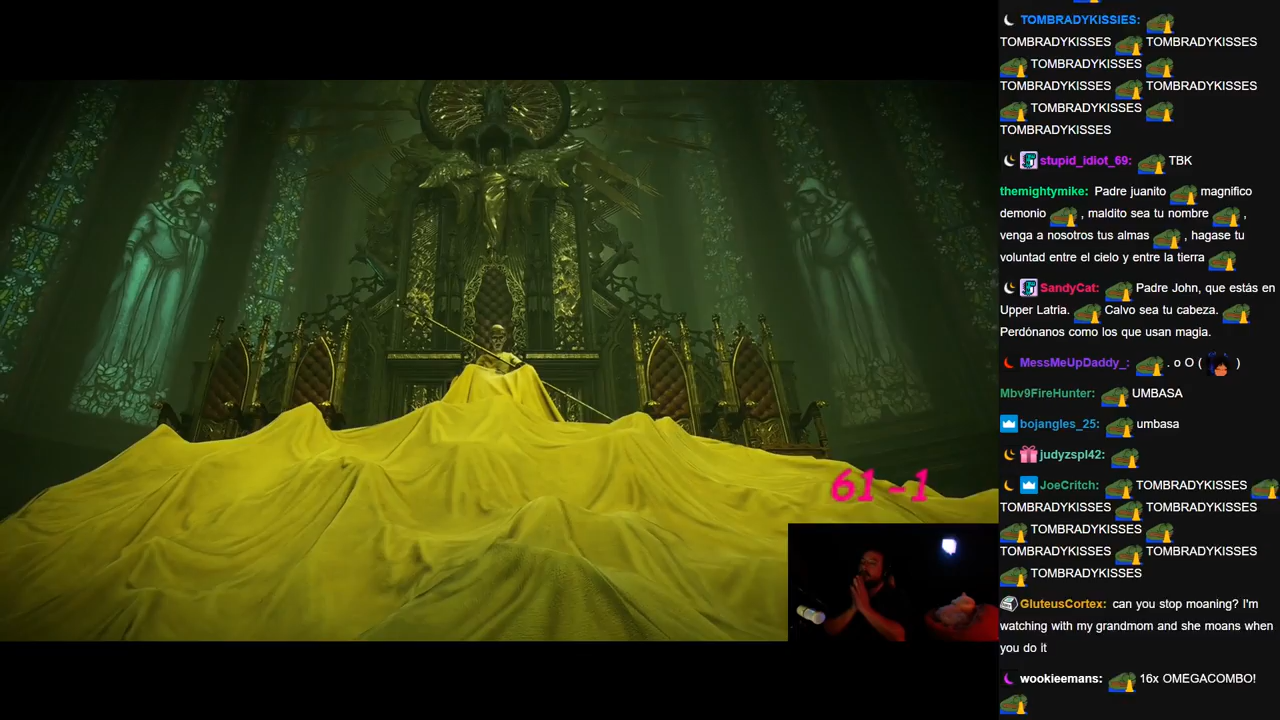 TOMBRADYKISSIES:
TOMBRADYKISSES TOMBRADYKISSES
TOMBRADYKISSES
TOMBRADYKISSES TOMBRADYKISSES
TOMBRADYKISSES
TOMBRADYKISSES
stupid_idiot_69: TBK
themightymike: Padre juanito magnifico
demonio , maldito sea tu nombre ,
venga a nosotros tus almas , hagase tu
voluntad entre el cielo y entre la tierra
SandyCat: Padre John, que estás en
Upper Latria. Calvo sea tu cabeza.
Perdónanos como los que usan magia.
MessMeUpDaddy_: . o O ( )
Mbv9FireHunter: UMBASA
bojangles_25: umbasa
judyzspl42:
61-1
JoeCritch: TOMBRADYKISSES
TOMBRADYKISSES TOMBRADYKISSES
TOMBRADYKISSES
TOMBRADYKISSES TOMBRADYKISSES
TOMBRADYKISSES
GluteusCortex: can you stop moaning? I'm
watching with my grandmom and she moans when
you do it
wookieemans: 16x OMEGACOMBO!